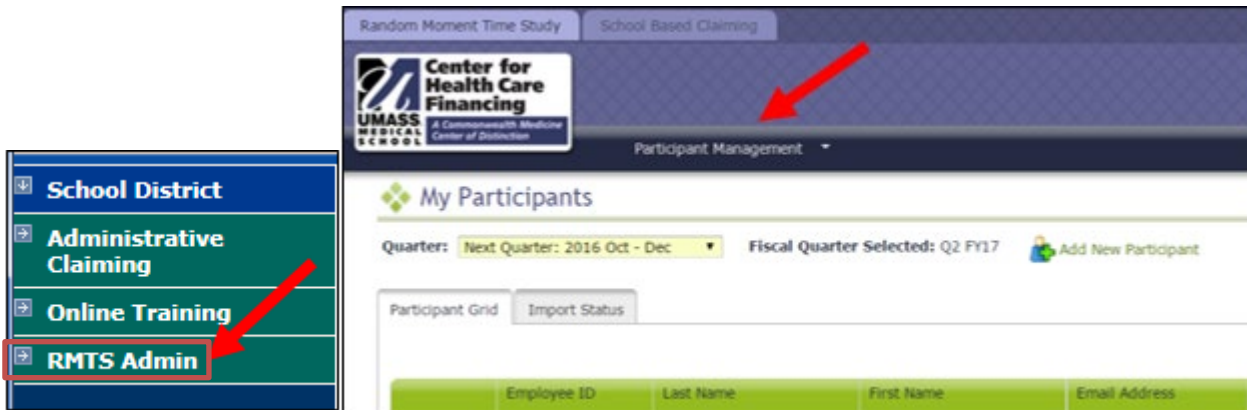 School District
Administrative
Claiming
Online Training
RMTS Admin
Random Moment Time Study School Based Claiming
Center for
Health Care
Financing
A Commonwealth Medicine
Center of Distinction
UMASS
MEDICAL
SCHOOL
Participant Management
My Participants
Quarter: Next Quarter: 2016 Oct - Dec Fiscal Quarter Selected: Q2 FY17 Add New Participant
Participant Grid Import Status
Employee ID Last Name First Name Email Address